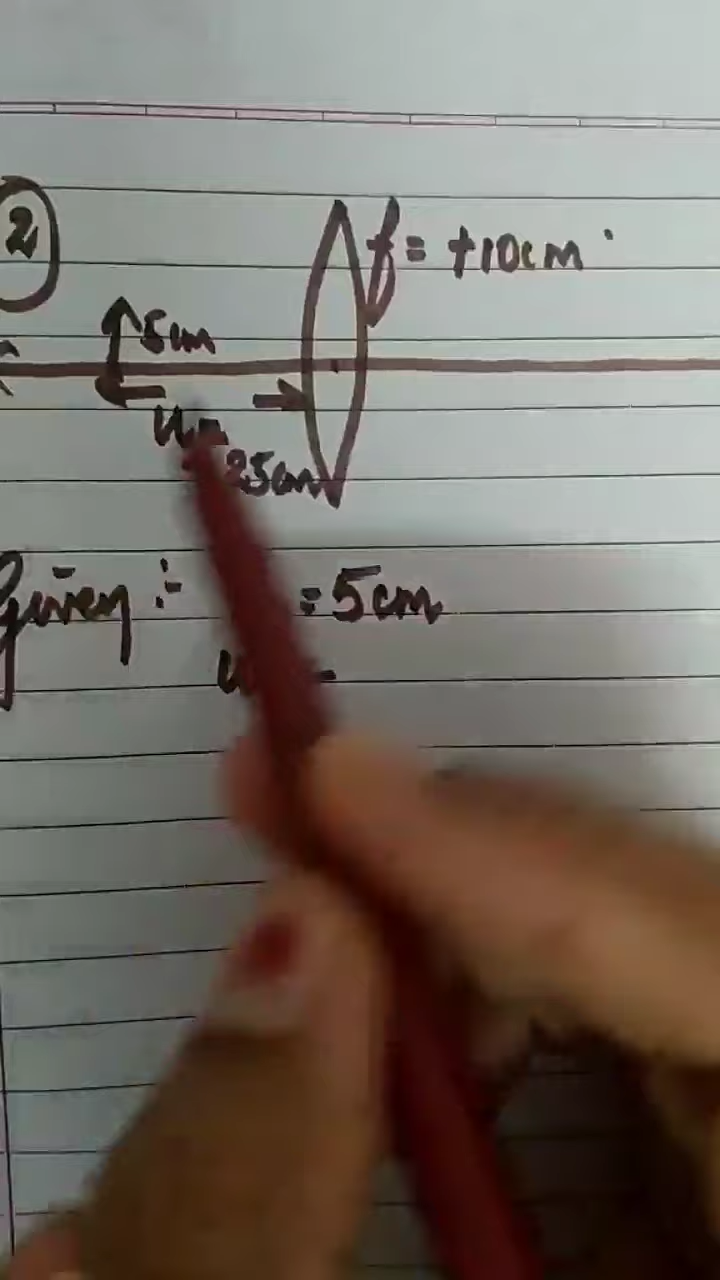 2
f = +10cm
5cm
u =
25cm
Given :- = 5cm
u -